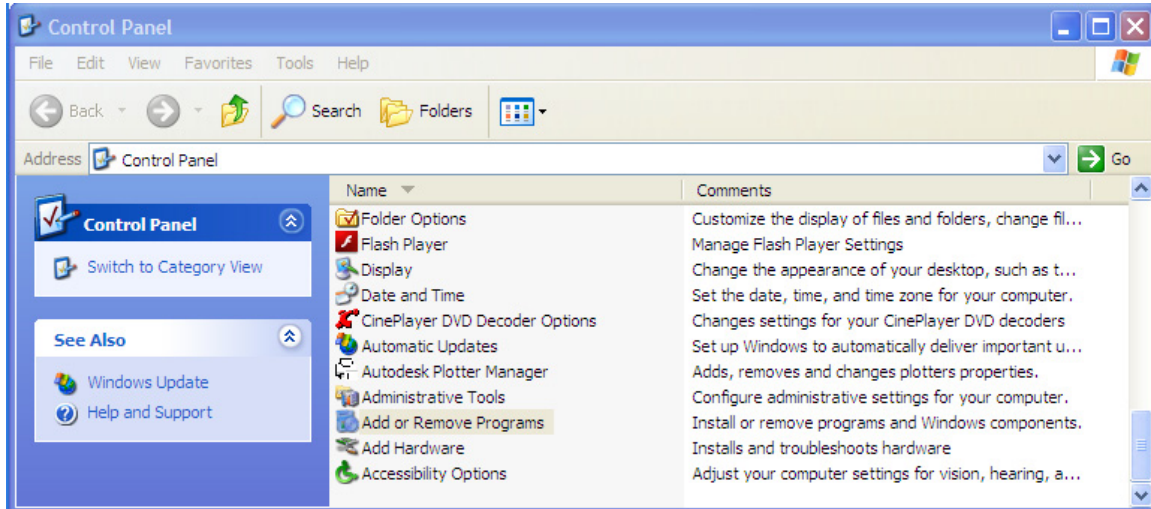 Control Panel
File Edit View Favorites Tools Help
Back Search Folders
Address Control Panel Go
Control Panel
Switch to Category View
See Also
Windows Update
Help and Support
Name Comments
Folder Options Customize the display of files and folders, change fil...
Flash Player Manage Flash Player Settings
Display Change the appearance of your desktop, such as t...
Date and Time Set the date, time, and time zone for your computer.
CinePlayer DVD Decoder Options Changes settings for your CinePlayer DVD decoders
Automatic Updates Set up Windows to automatically deliver important u...
Autodesk Plotter Manager Adds, removes and changes plotters properties.
Administrative Tools Configure administrative settings for your computer.
Add or Remove Programs Install or remove programs and Windows components.
Add Hardware Installs and troubleshoots hardware
Accessibility Options Adjust your computer settings for vision, hearing, a...